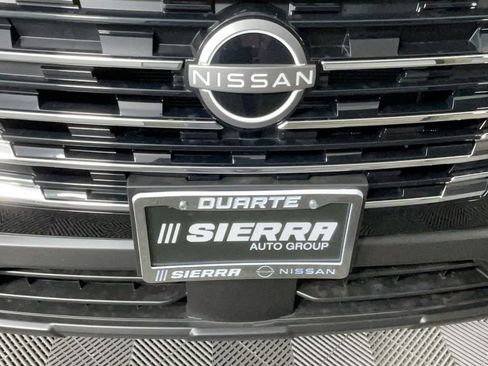 NISSAN
DUARTE
SIERRA
AUTO GROUP
SIERRA NISSAN